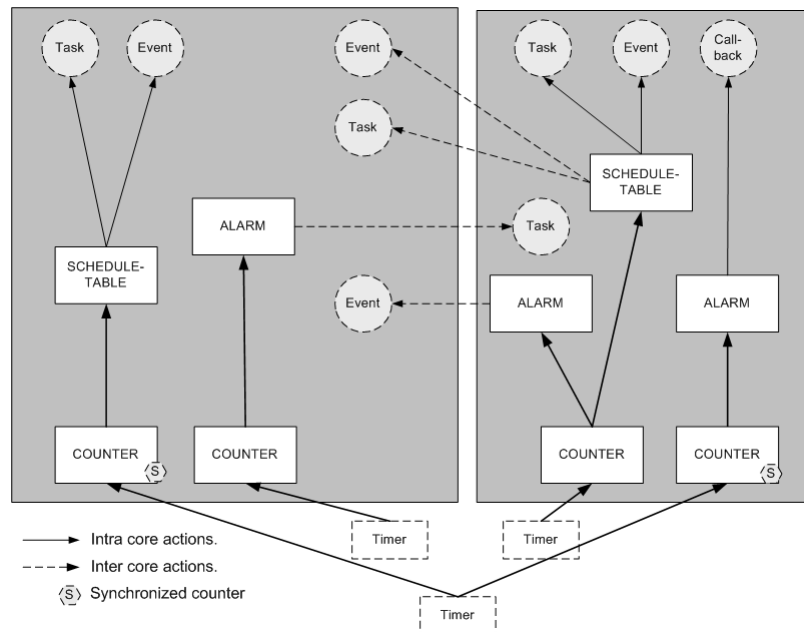 Task
Event
Event
Task
Event
Call-
back
Task
SCHEDULE-
TABLE
ALARM
Task
SCHEDULE-
TABLE
Event
ALARM
ALARM
COUNTER
S
COUNTER
COUNTER
COUNTER
S
Timer
Timer
Intra core actions.
Inter core actions.
S Synchronized counter
Timer